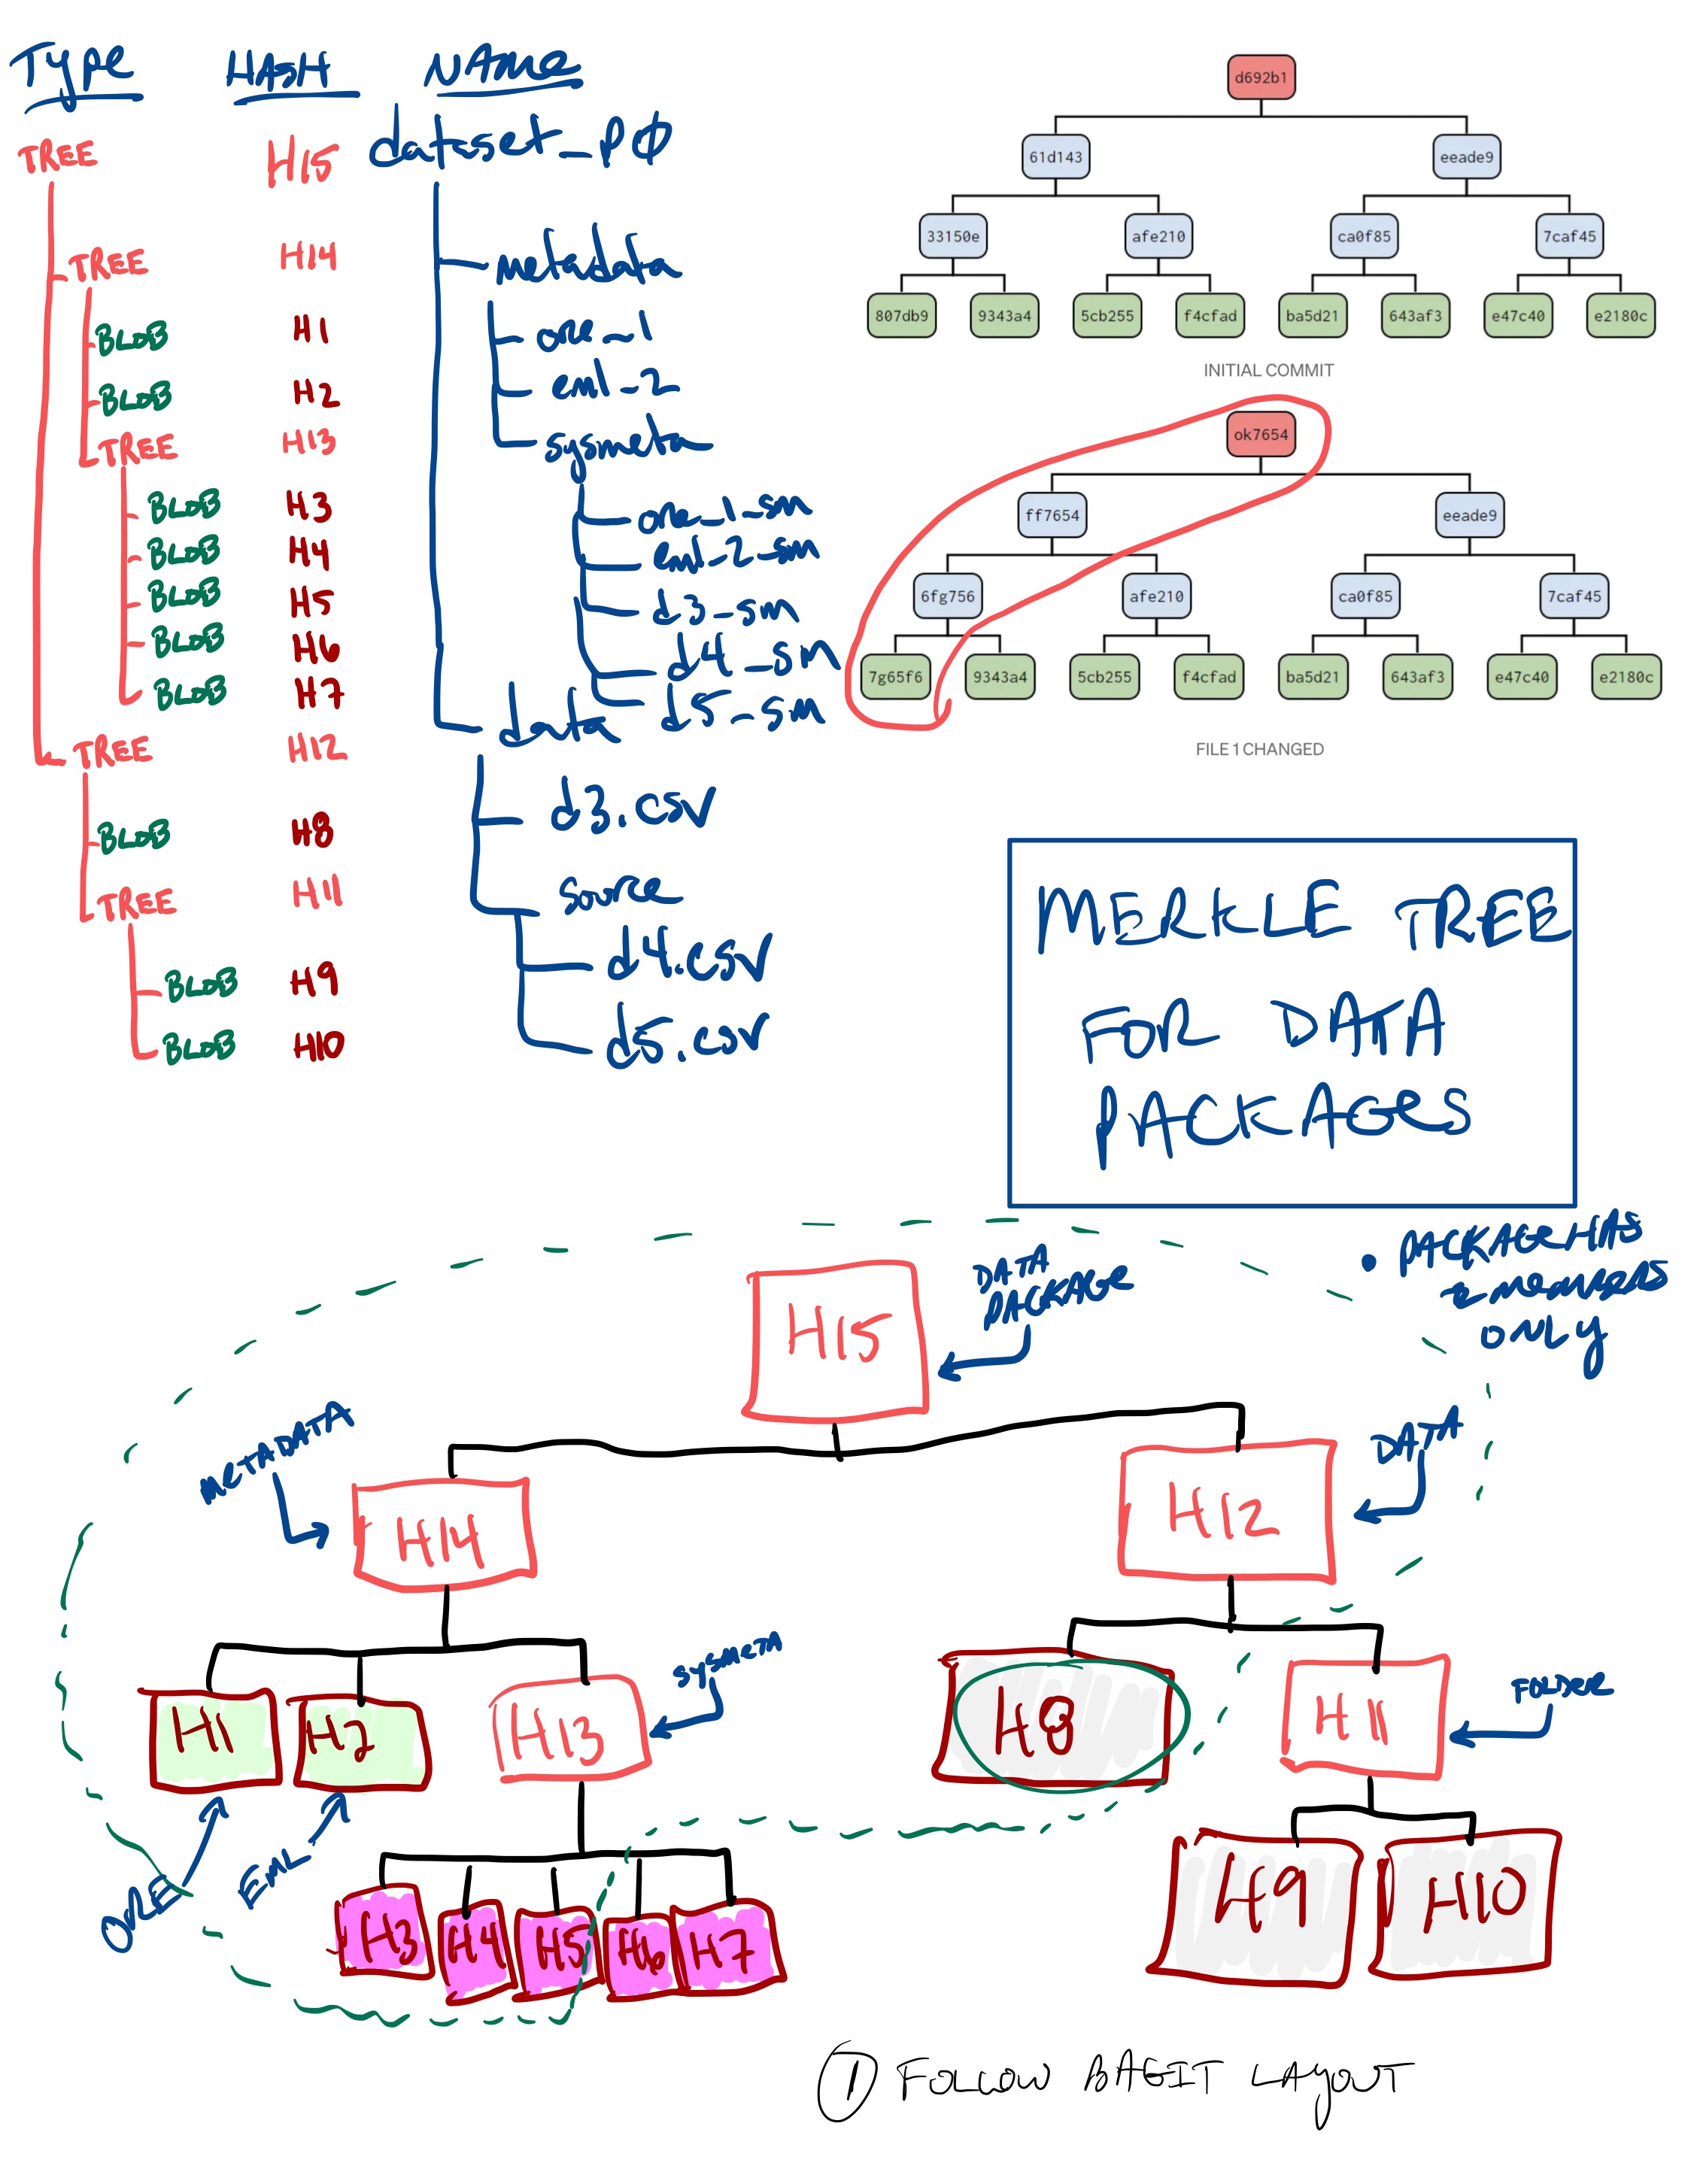 TYPE HASH NAME
TREE H15 dataset_pØ
TREE H14 metadata
BLOB H1 ore_1
BLOB H2 eml_2
TREE H13 sysmeta
BLOB H3 ore_1_sm
BLOB H4 eml_2_sm
BLOB H5 d3_sm
BLOB H6 d4_sm
BLOB H7 d5_sm
TREE H12 data
BLOB H8 d3.csv
TREE H11 source
BLOB H9 d4.csv
BLOB H10 d5.csv
d692b1
61d143 eeade9
33150e afe210 ca0f85 7caf45
807db9 9343a4 5cb255 f4cfad ba5d21 643af3 e47c40 e2180c
INITIAL COMMIT
ok7654
ff7654 eeade9
6fg756 afe210 ca0f85 7caf45
7g65f6 9343a4 5cb255 f4cfad ba5d21 643af3 e47c40 e2180c
FILE 1 CHANGED
MERKLE TREE
FOR DATA
PACKAGES
• PACKAGE HAS
2 MEMBERS
ONLY
DATA
PACKAGE
H15
METADATA
H14
DATA
H12
H1 H2 H13
SYSMETA
H8 H11
FOLDER
ORE EML
H3 H4 H5 H6 H7
H9 H10
1 FOLLOW BAGIT LAYOUT